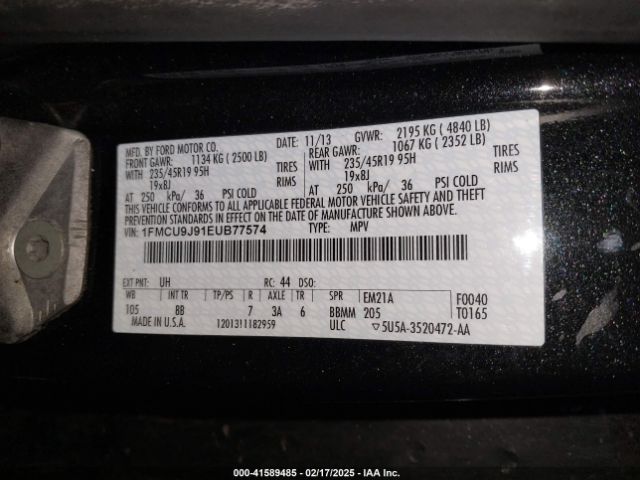 MFD. BY FORD MOTOR CO. DATE: 11/13 GVWR: 2195 KG ( 4840 LB)
FRONT GAWR: 1134 KG ( 2500 LB) REAR GAWR: 1067 KG ( 2352 LB)
WITH 235/45R19 95H TIRES WITH 235/45R19 95H TIRES
19x8J RIMS 19x8J RIMS
AT 250 kPa/ 36 PSI COLD AT 250 kPa/ 36 PSI COLD
THIS VEHICLE CONFORMS TO ALL APPLICABLE FEDERAL MOTOR VEHICLE SAFETY AND THEFT
PREVENTION STANDARDS IN EFFECT ON THE DATE OF MANUFACTURE SHOWN ABOVE.
VIN: 1FMCU9J91EUB77574 TYPE: MPV
EXT PNT: UH RC: 44 DSO:
WB INT TR TP/PS R AXLE TR SPR EM21A F0040
105 8B 7 3A 6 BBMM 205 T0165
MADE IN U.S.A. 12013111182959 ULC 5U5A-3520472-AA
000-41589485 - 02/17/2025 - IAA Inc.